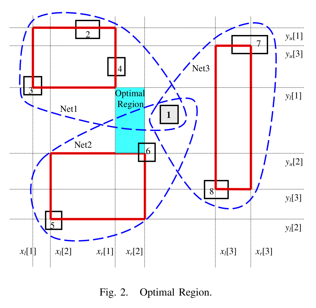 y_u[1]
2
7
y_u[3]
4
Net3
3
y_l[1]
Optimal
Region
Net1
1
Net2
6
y_u[2]
8
y_l[3]
5
y_l[2]
x_l[1] x_l[2] x_r[1] x_r[2] x_l[3] x_r[3]
Fig. 2. Optimal Region.